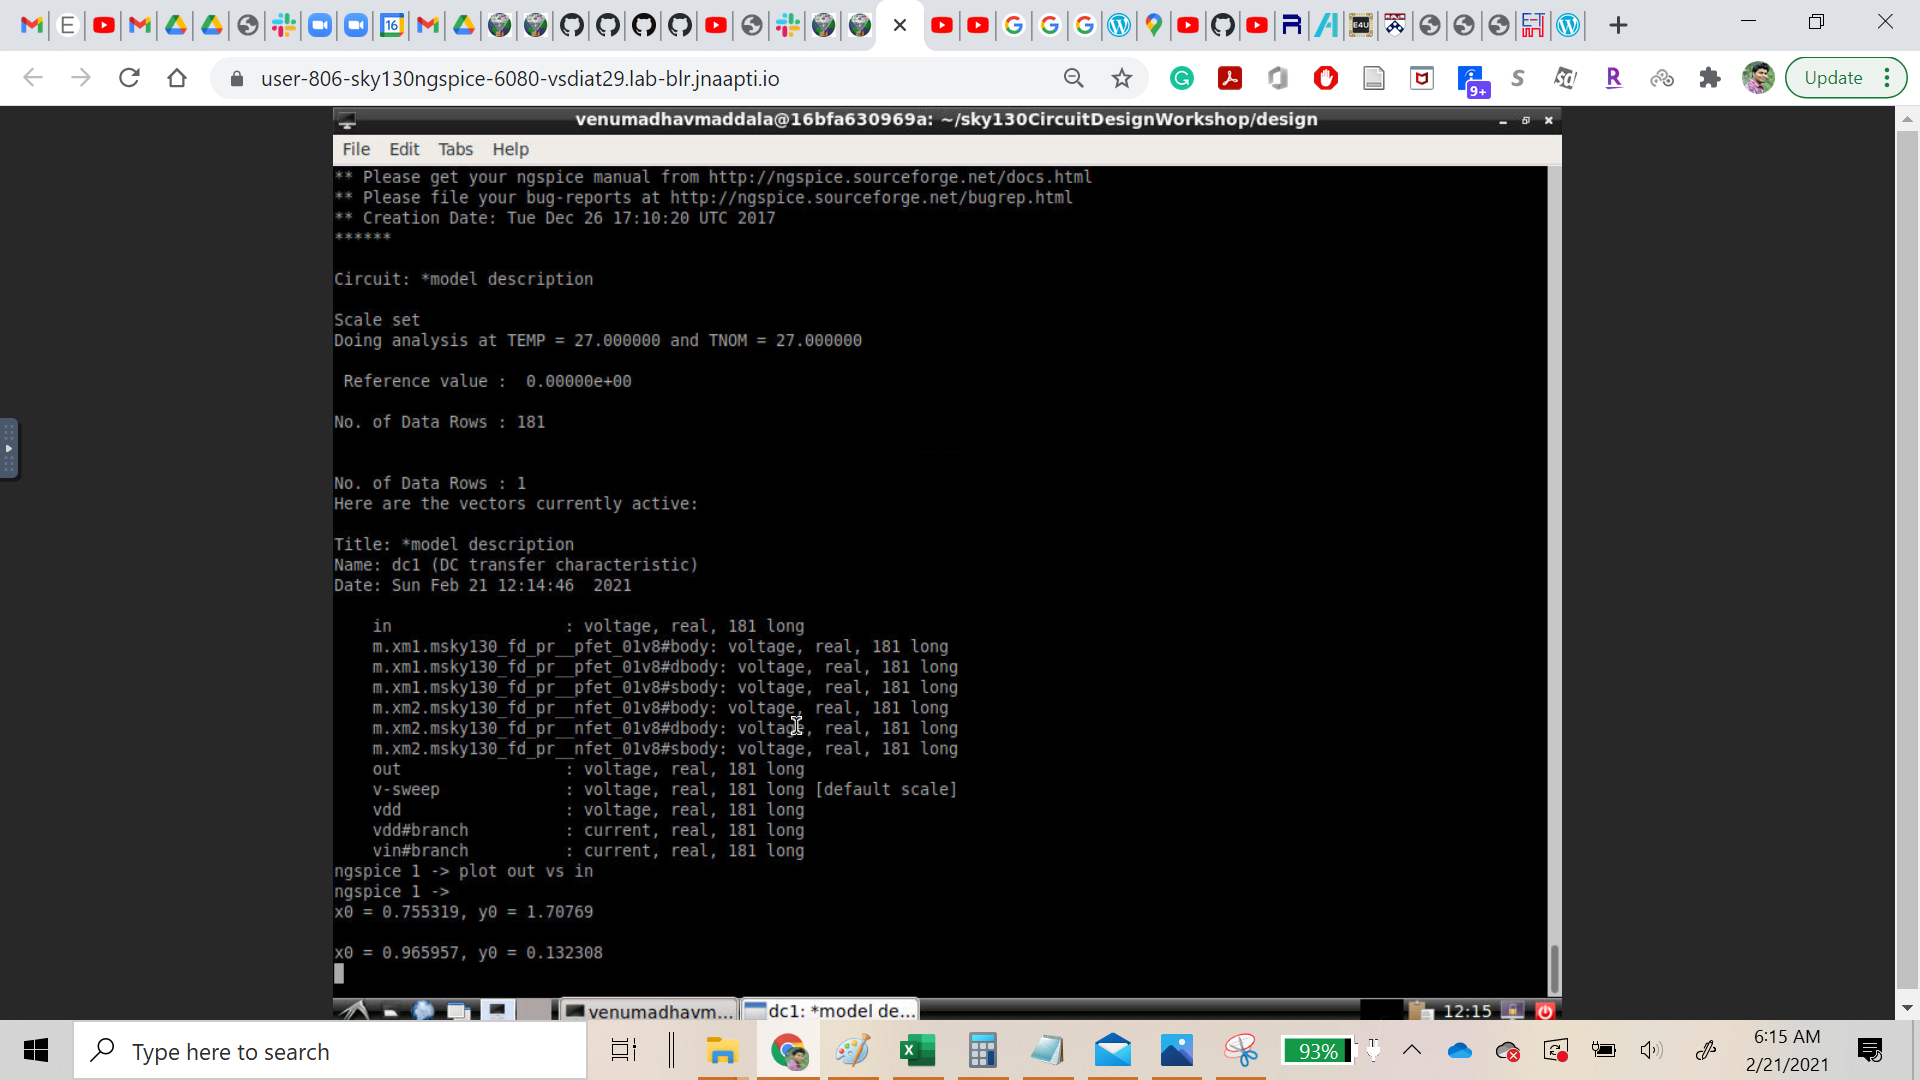 user-806-sky130ngspice-6080-vsdiat29.lab-blr.jnaapti.io
9+
Update
venumadhavmaddala@16bfa630969a: ~/sky130CircuitDesignWorkshop/design
File Edit Tabs Help
** Please get your ngspice manual from http://ngspice.sourceforge.net/docs.html
** Please file your bug-reports at http://ngspice.sourceforge.net/bugrep.html
** Creation Date: Tue Dec 26 17:10:20 UTC 2017
******
Circuit: *model description
Scale set
Doing analysis at TEMP = 27.000000 and TNOM = 27.000000
Reference value :  0.00000e+00
No. of Data Rows : 181
No. of Data Rows : 1
Here are the vectors currently active:
Title: *model description
Name: dc1 (DC transfer characteristic)
Date: Sun Feb 21 12:14:46  2021
in : voltage, real, 181 long
m.xm1.msky130_fd_pr__pfet_01v8#body: voltage, real, 181 long
m.xm1.msky130_fd_pr__pfet_01v8#dbody: voltage, real, 181 long
m.xm1.msky130_fd_pr__pfet_01v8#sbody: voltage, real, 181 long
m.xm2.msky130_fd_pr__nfet_01v8#body: voltage, real, 181 long
m.xm2.msky130_fd_pr__nfet_01v8#dbody: voltage, real, 181 long
m.xm2.msky130_fd_pr__nfet_01v8#sbody: voltage, real, 181 long
out : voltage, real, 181 long
v-sweep : voltage, real, 181 long [default scale]
vdd : voltage, real, 181 long
vdd#branch : current, real, 181 long
vin#branch : current, real, 181 long
ngspice 1 -> plot out vs in
ngspice 1 ->
x0 = 0.755319, y0 = 1.70769
x0 = 0.965957, y0 = 0.132308
venumadhavm... dc1: *model de... 12:15
Type here to search
93%
6:15 AM
2/21/2021